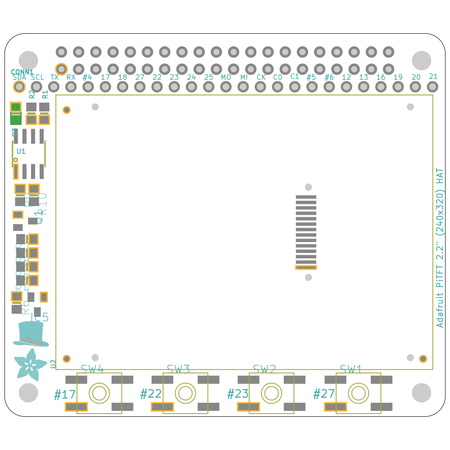 CONN1
SDA SCL TX RX #4 17 18 27 22 23 24 25 MO MI CK C0 C1 #5 #6 12 13 16 19 20 21
R2
R1
U1
IC5
U2
Adafruit PiTFT 2.2" (240x320) HAT
SW4 SW3 SW2 SW1
#17 #22 #23 #27